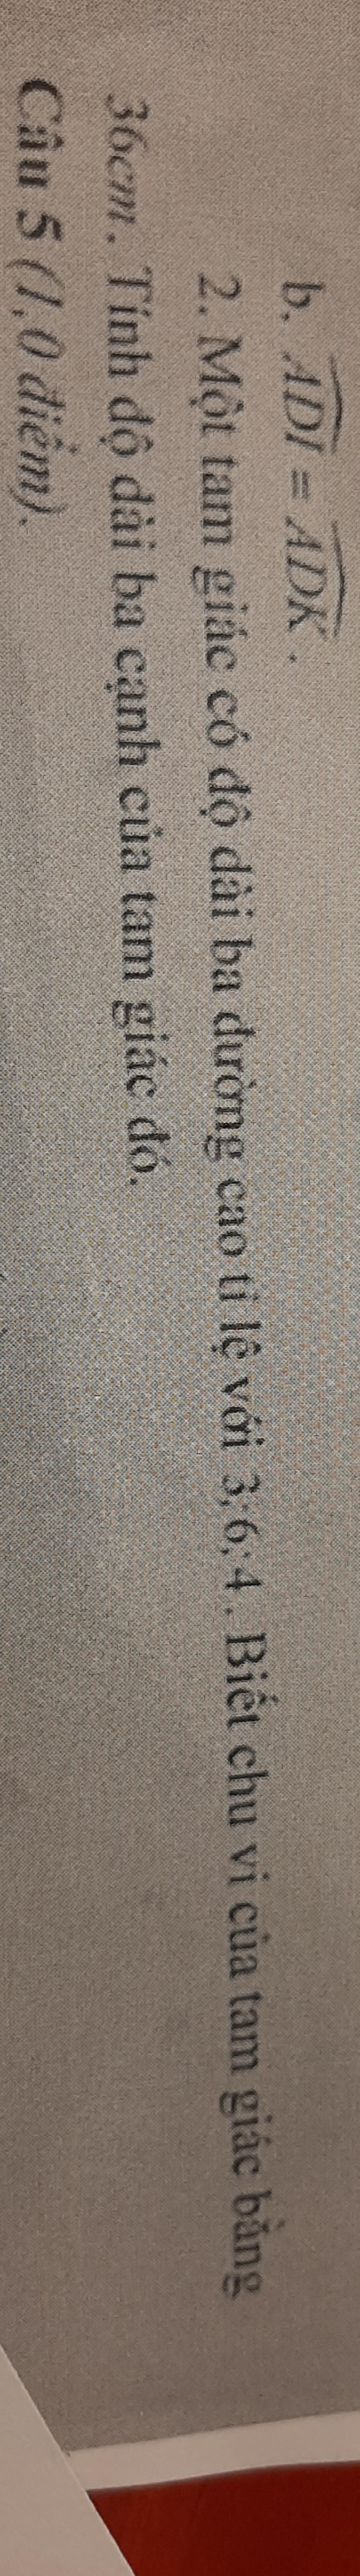 b. \widehat{ADI} = \widehat{ADK}.
2. Một tam giác có độ dài ba đường cao tỉ lệ với 3;6;4. Biết chu vi của tam giác bằng
36cm. Tính độ dài ba cạnh của tam giác đó.
Câu 5 (1,0 điểm).